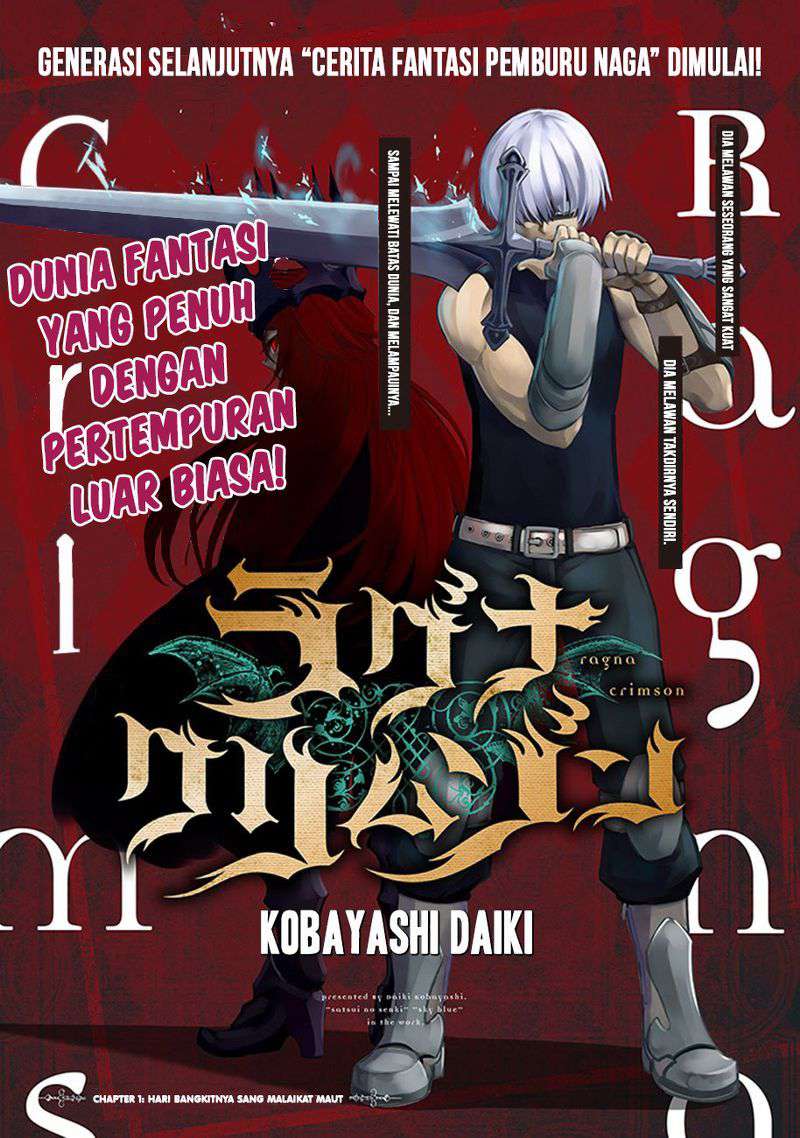 GENERASI SELANJUTNYA “CERITA FANTASI PEMBURU NAGA” DIMULAI!
Ragn
Crims
DIA MELAWAN SESEORANG YANG SANGAT KUAT
DIA MELAWAN TAKDIRNYA SENDIRI.
SAMPAI MELEWATI BATAS DUNIA, DAN MELAMPAUINYA...
DUNIA FANTASI
YANG PENUH
DENGAN
PERTEMPURAN
LUAR BIASA!
ラグナ
ragna
crimson
クリムゾン
KOBAYASHI DAIKI
presented by Daiki Kobayashi.
"satsui no senki" "sky blue"
in the work.
CHAPTER 1: HARI BANGKITNYA SANG MALAIKAT MAUT